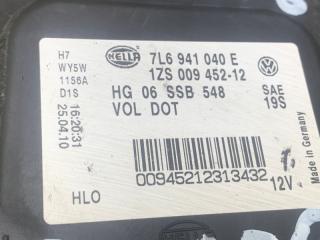 H7
WY5W
1156A
D1S
16:20:31
25.04.10
HELLA
7L6 941 040 E
1ZS 009 452-12
HG 06 SSB 548
VOL DOT
SAE
19S
Made in Germany
HLO
00945212313432
12V